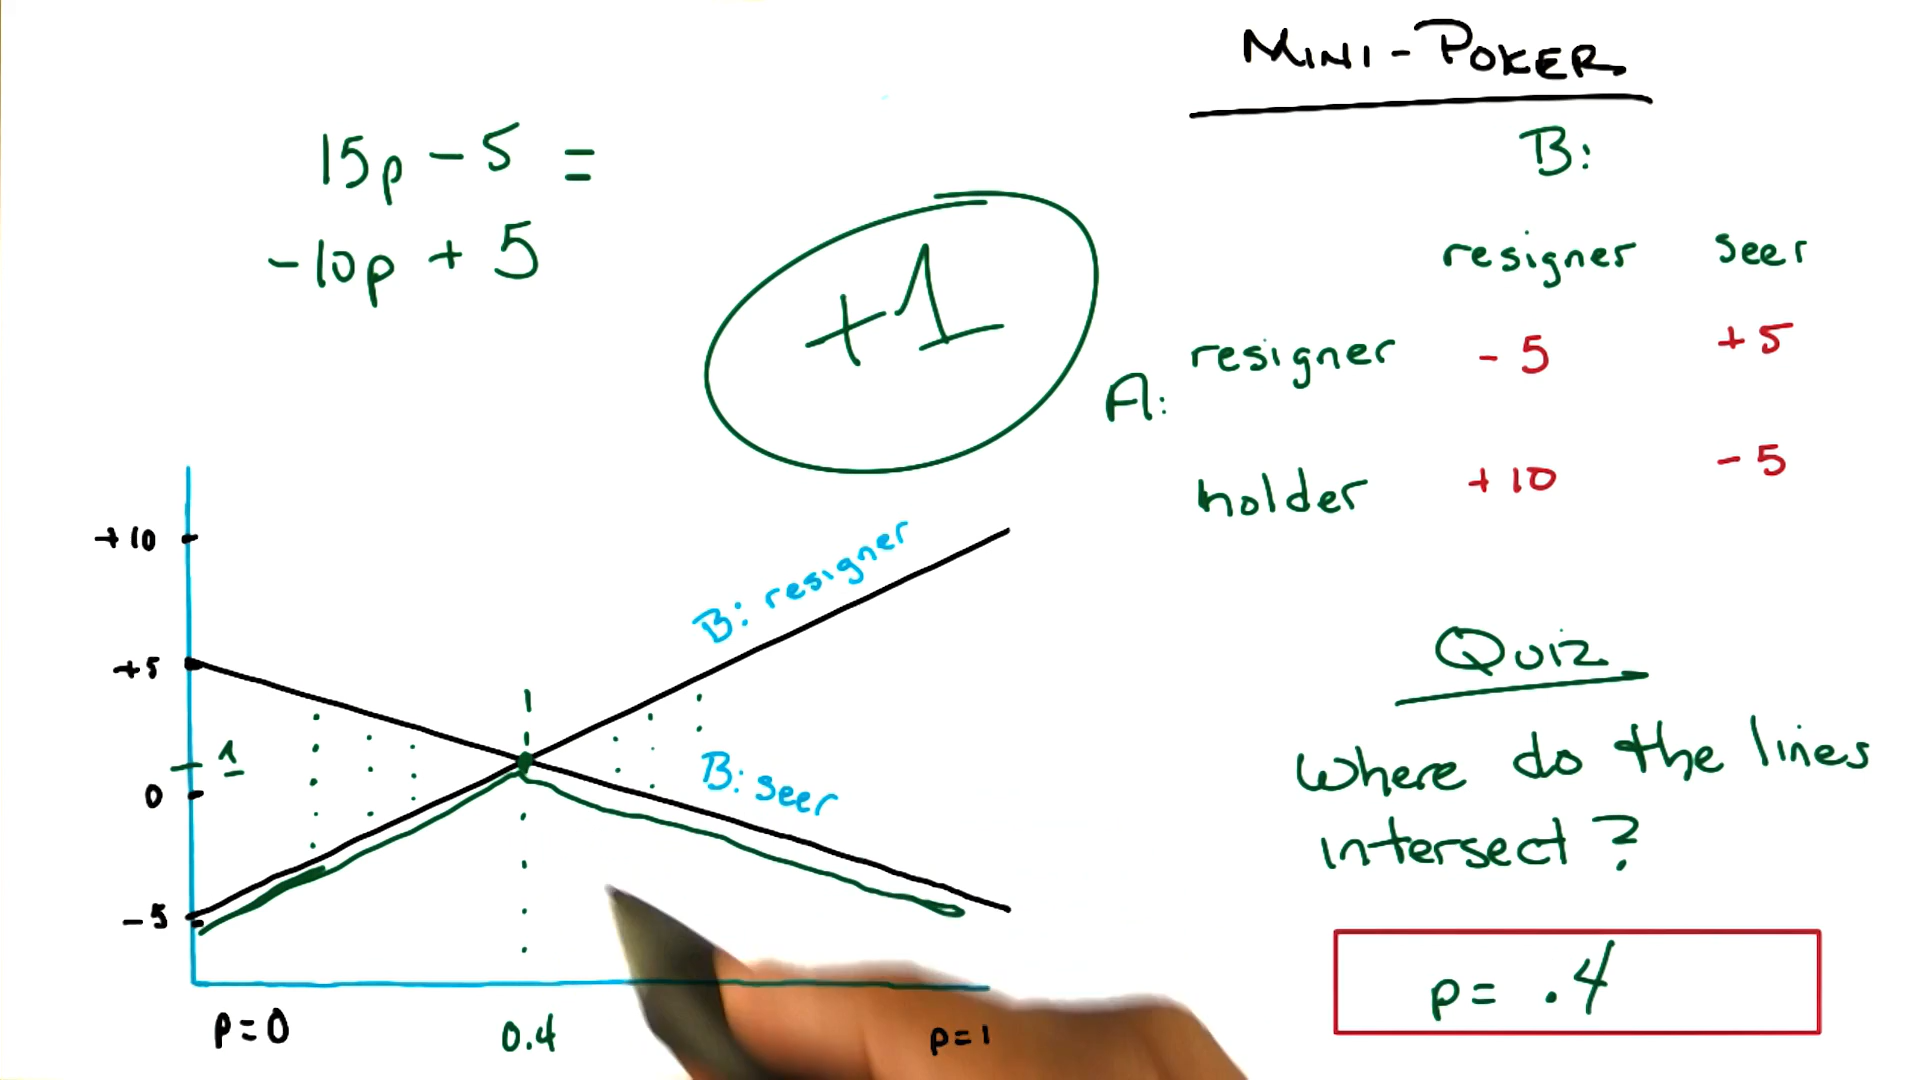 MINI-POKER
15p - 5 =
-10p + 5
+1
B:
resigner seer
A:
resigner -5 +5
holder +10 -5
+10
+5
1
0
-5
B: resigner
B: seer
p=0
0.4
p=1
Quiz
Where do the lines
intersect?
p= .4